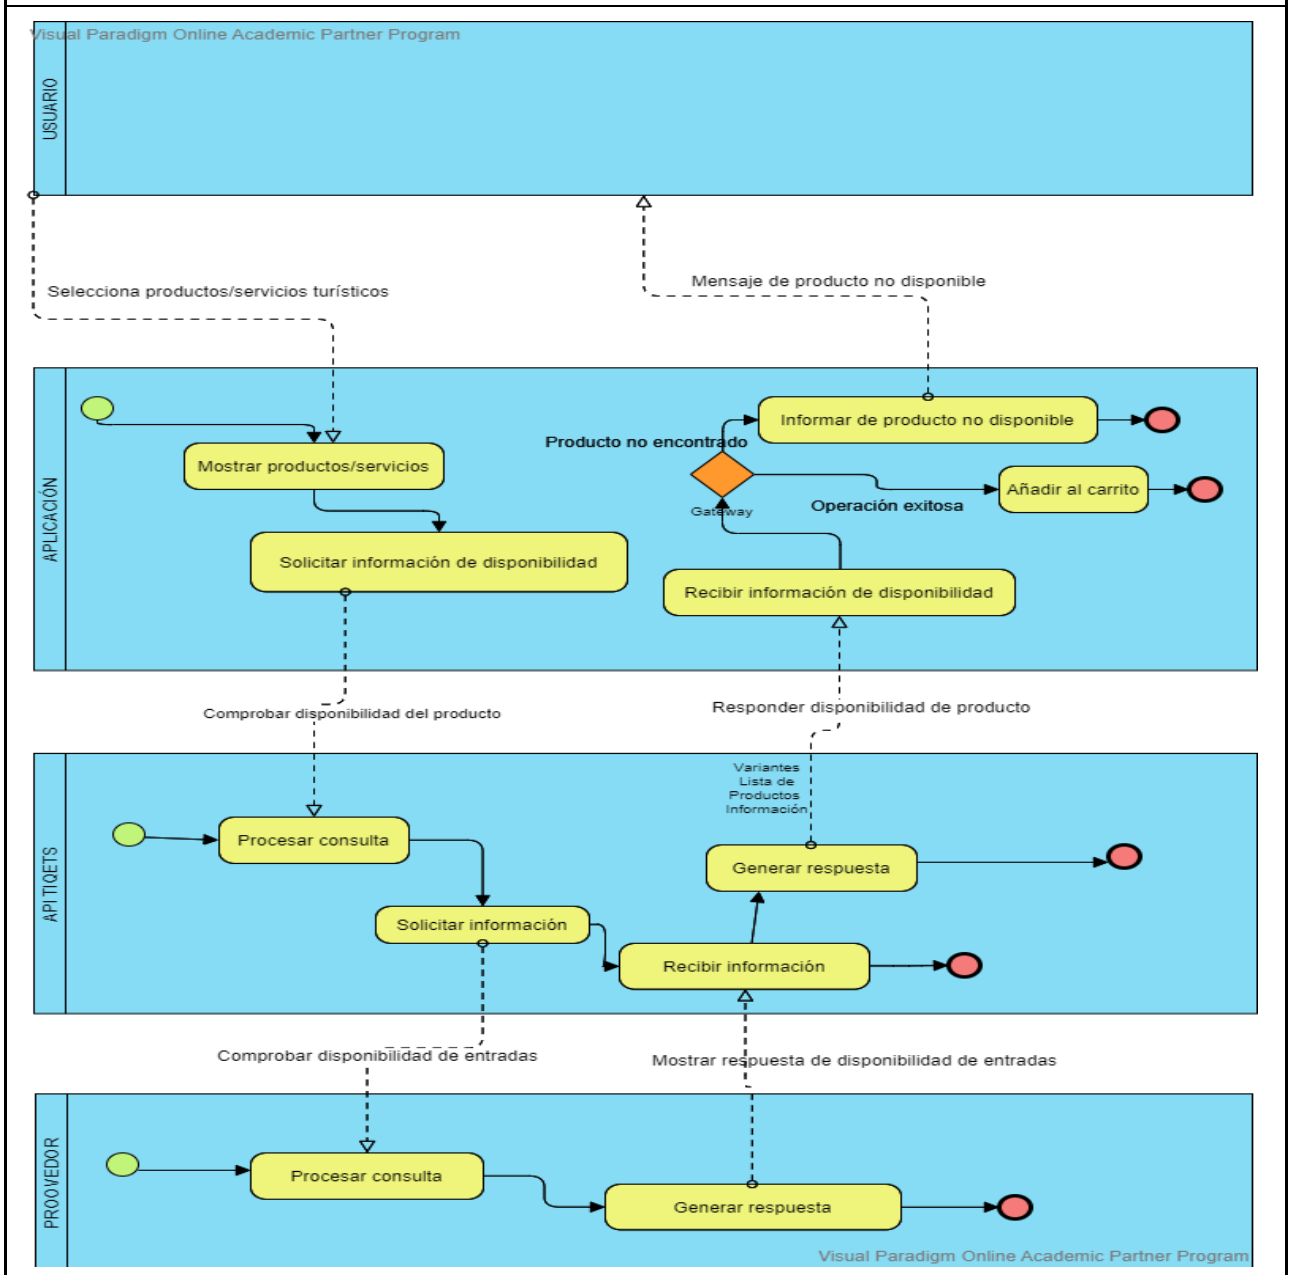 Visual Paradigm Online Academic Partner Program
USUARIO
Selecciona productos/servicios turísticos
Mensaje de producto no disponible
APLICACIÓN
Informar de producto no disponible
Producto no encontrado
Mostrar productos/servicios
Añadir al carrito
Operación exitosa
Gateway
Solicitar información de disponibilidad
Recibir información de disponibilidad
Comprobar disponibilidad del producto
Responder disponibilidad de producto
API TIQETS
Variantes
Lista de
Productos
Información
Procesar consulta
Generar respuesta
Solicitar información
Recibir información
Comprobar disponibilidad de entradas
Mostrar respuesta de disponibilidad de entradas
PROOVEDOR
Procesar consulta
Generar respuesta
Visual Paradigm Online Academic Partner Program